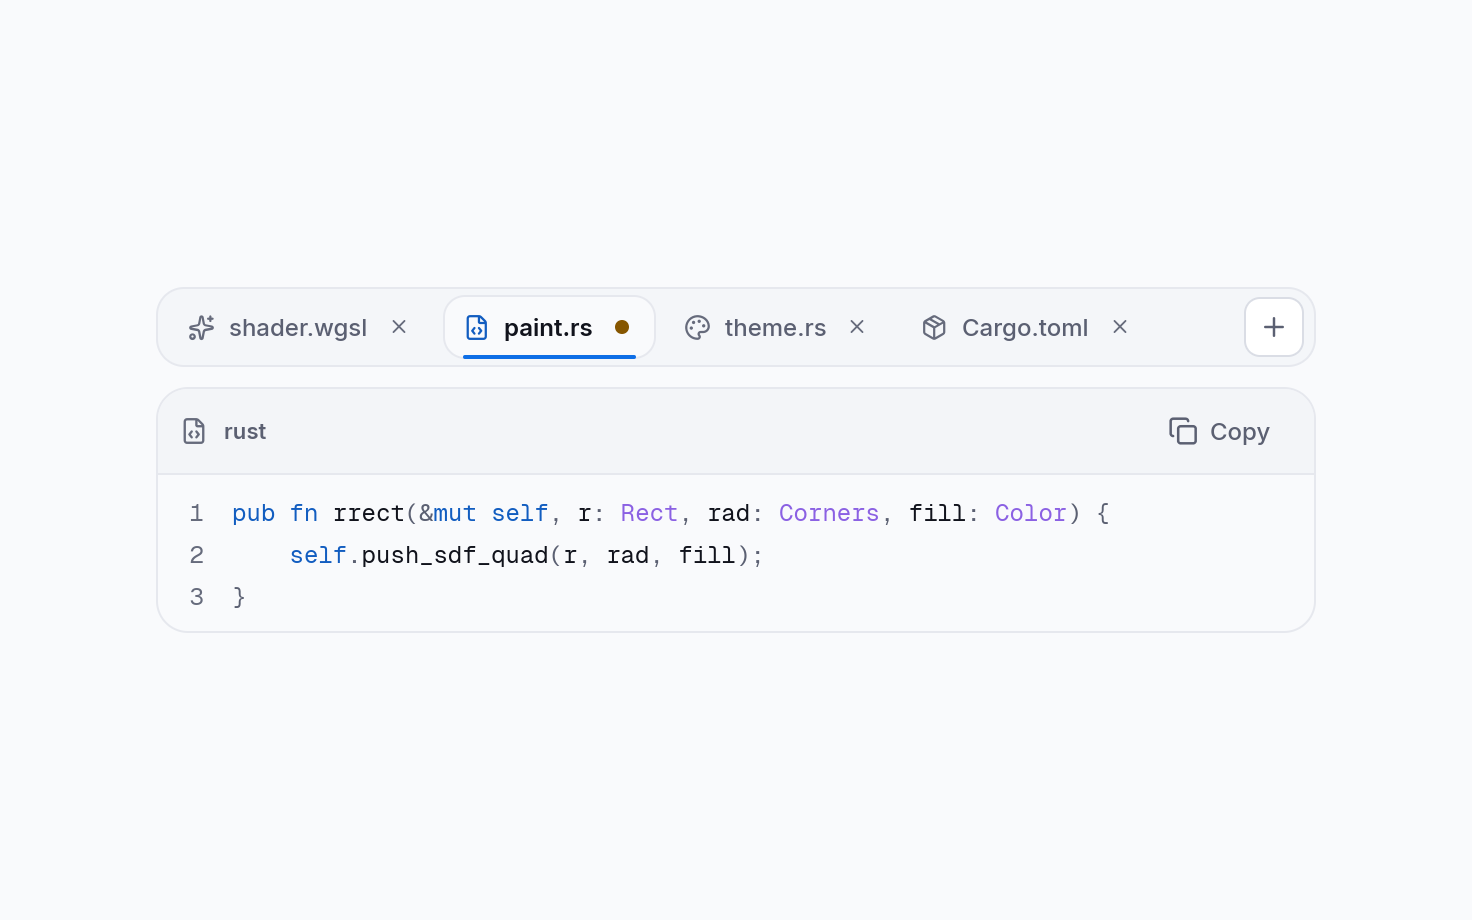 shader.wgsl paint.rs theme.rs Cargo.toml
rust Copy
1 pub fn rrect(&mut self, r: Rect, rad: Corners, fill: Color) {
2     self.push_sdf_quad(r, rad, fill);
3 }